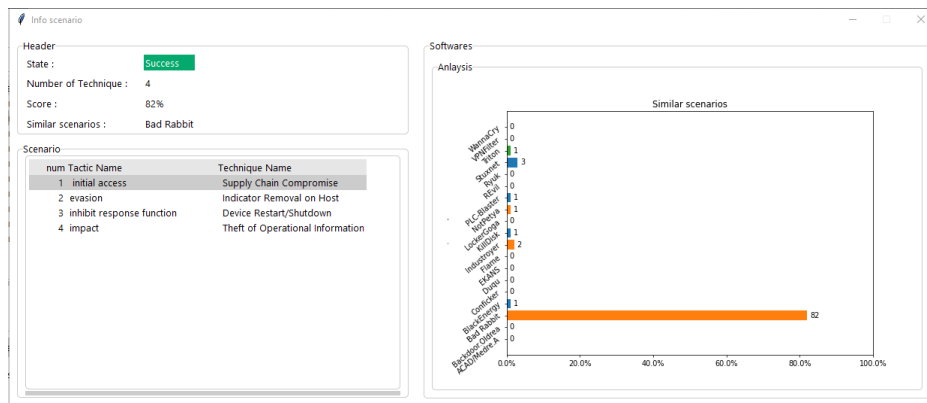 Info scenario
Header
State :
Success
Number of Technique :
4
Score :
82%
Similar scenarios :
Bad Rabbit
Scenario
num Tactic Name Technique Name
1 initial access Supply Chain Compromise
2 evasion Indicator Removal on Host
3 inhibit response function Device Restart/Shutdown
4 impact Theft of Operational Information
Softwares
Anlaysis
Similar scenarios
WannaCry 0
VPNFilter 0
Triton 1
Stuxnet 3
Ryuk 0
REvil 0
PLC-Blaster 1
NotPetya 1
LockerGoga 0
KillDisk 1
Industroyer 2
Flame 0
EKANS 0
Duqu 0
Conficker 0
BlackEnergy 1
Bad Rabbit 82
Backdoor.Oldrea 0
ACAD/Medre.A 0
0.0% 20.0% 40.0% 60.0% 80.0% 100.0%